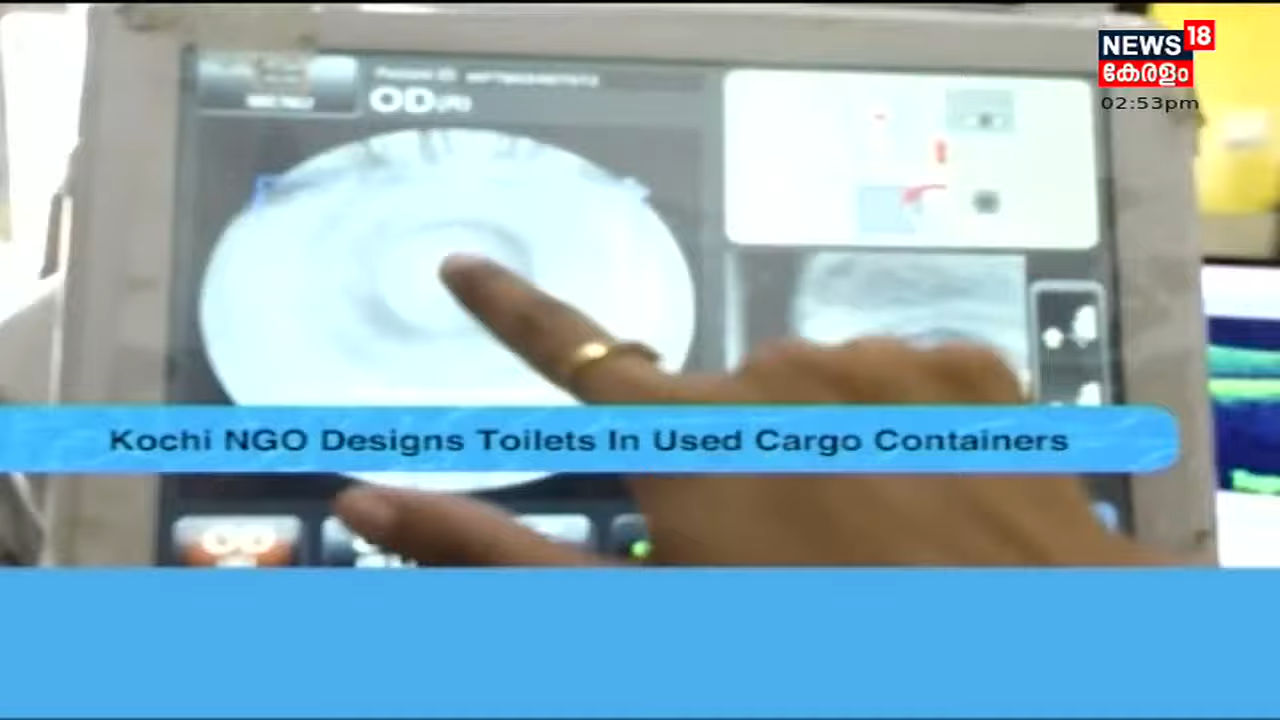 NEWS 18
കേരളം
02:53pm
OD(R)
Kochi NGO Designs Toilets In Used Cargo Containers
OD